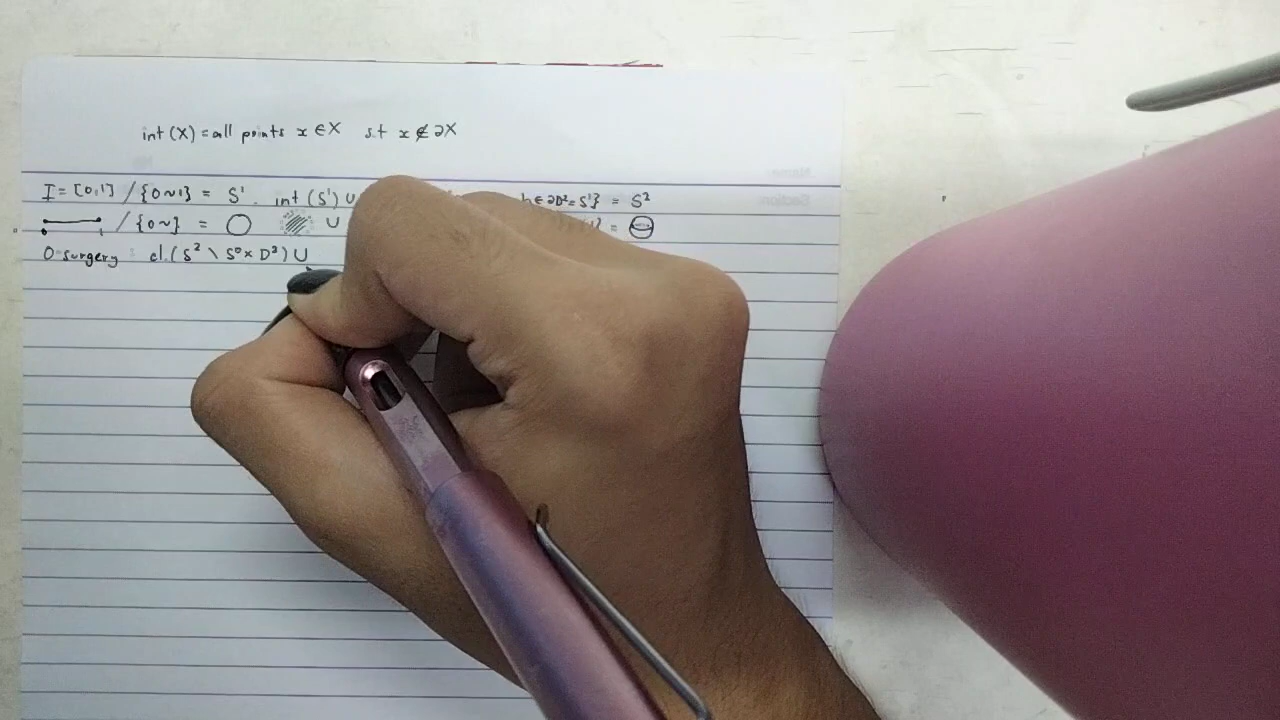 int (X) = all points x ∈ X s.t x ∉ ∂X
I = [0,1] / {0~1} = S¹. int (S¹) ∪ h ∈ ∂D² = S¹} = S²
/ {0~} = ∪ =
0 surgery cl. (S² \ S⁰ x D²) ∪